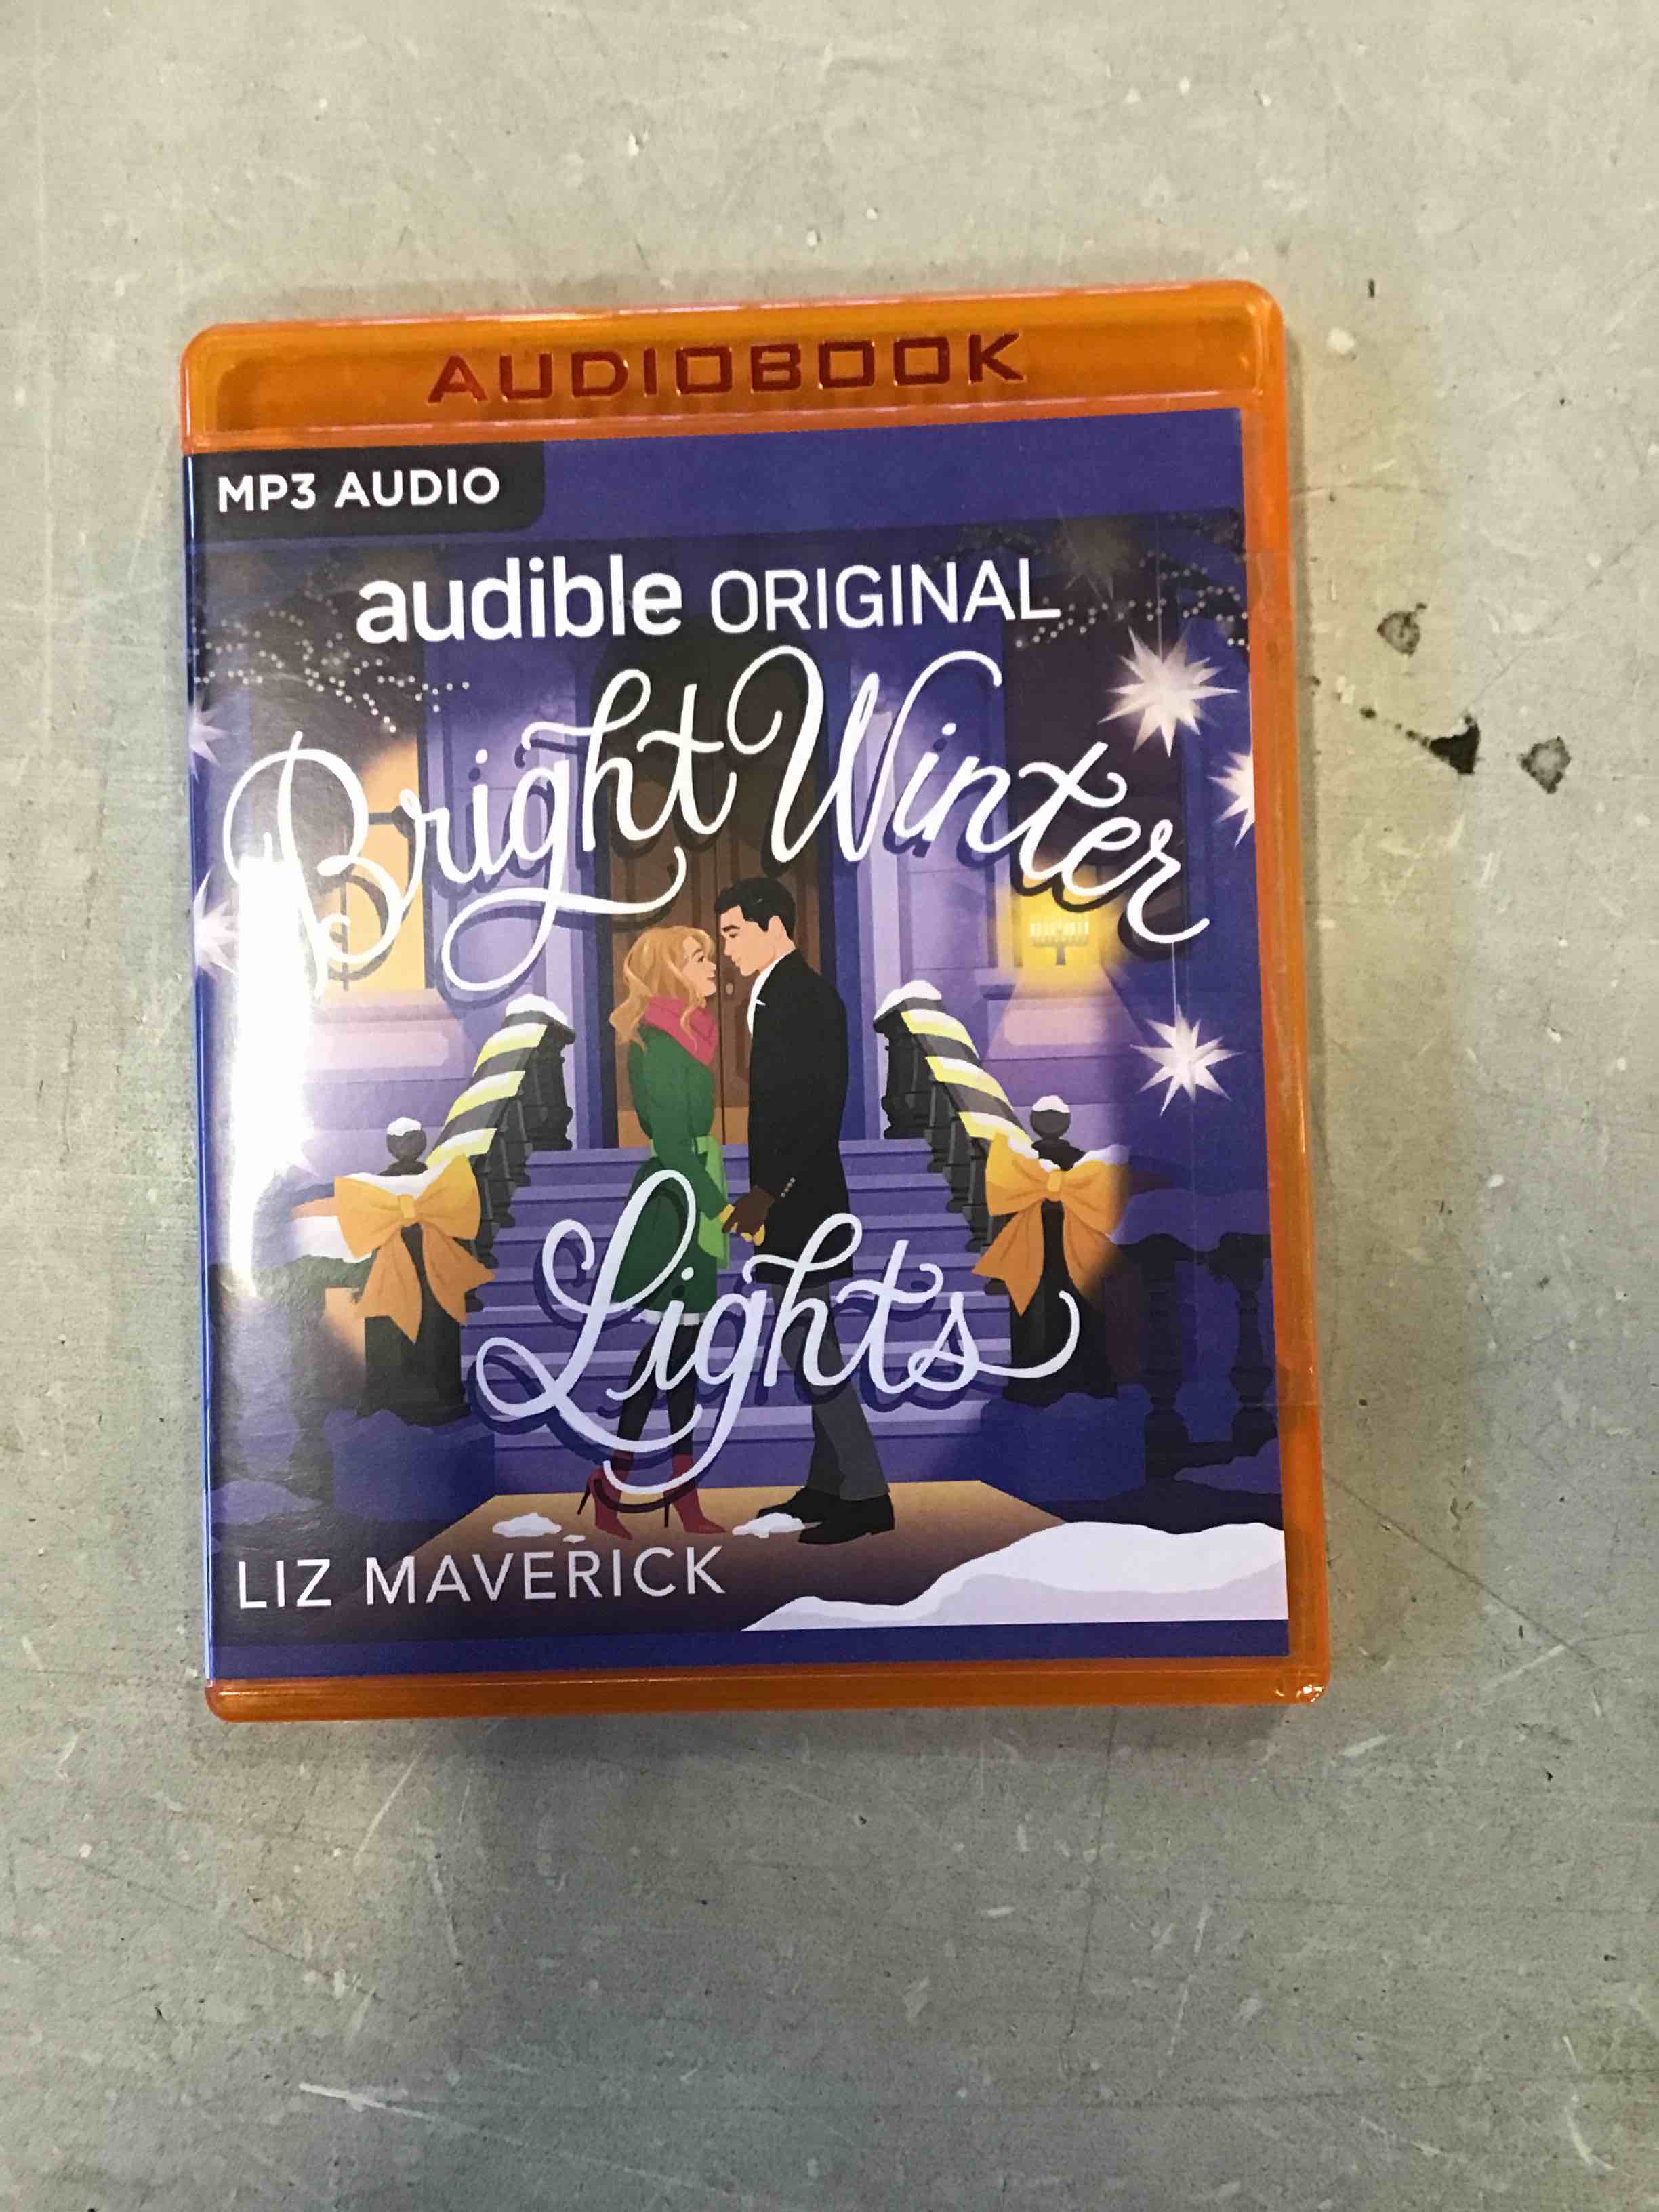 AUDIOBOOK
MP3 AUDIO
audible ORIGINAL
Bright Winter
Lights
LIZ MAVERICK